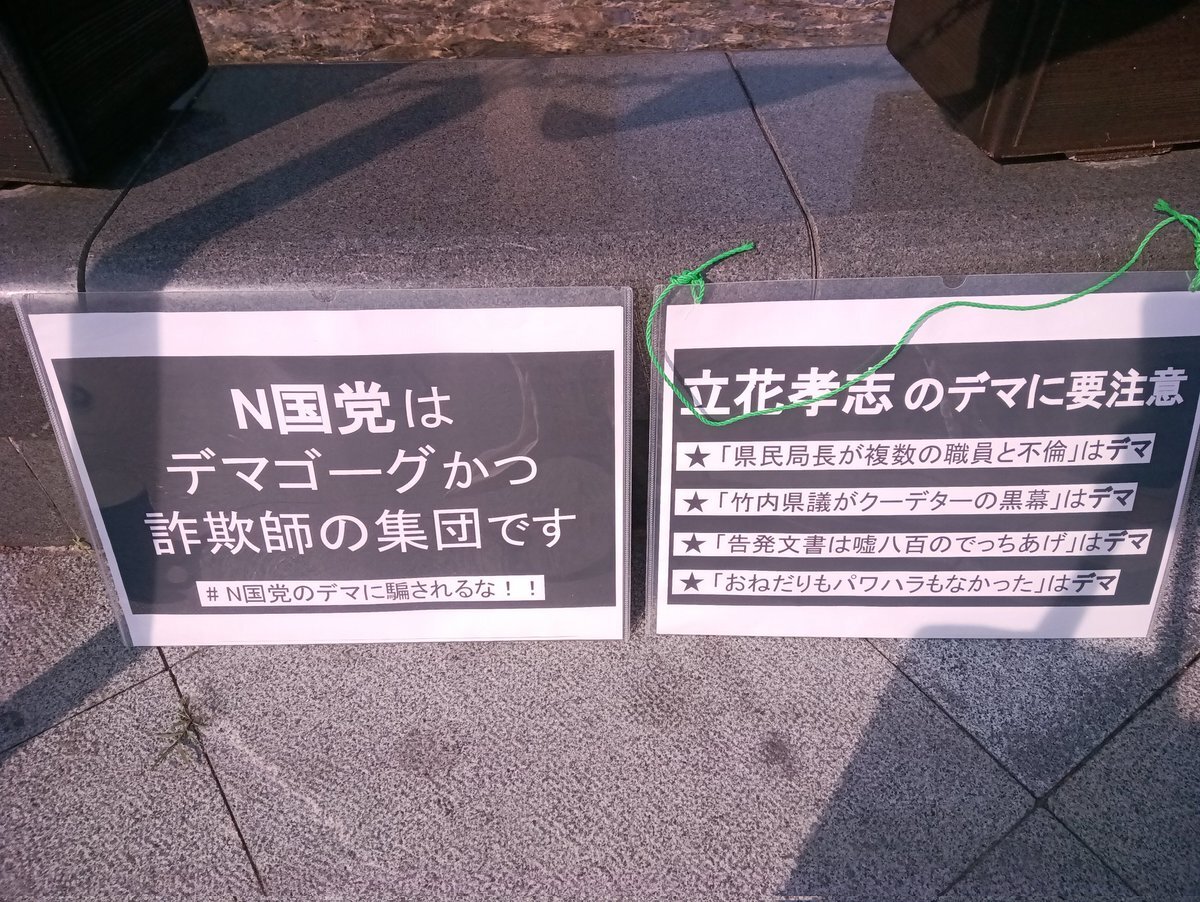 N国党は
デマゴーグかつ
詐欺師の集団です
#N国党のデマに騙されるな！！
立花孝志のデマに要注意
★「県民局長が複数の職員と不倫」はデマ
★「竹内県議がクーデターの黒幕」はデマ
★「告発文書は嘘八百のでっちあげ」はデマ
★「おねだりもパワハラもなかった」はデマ